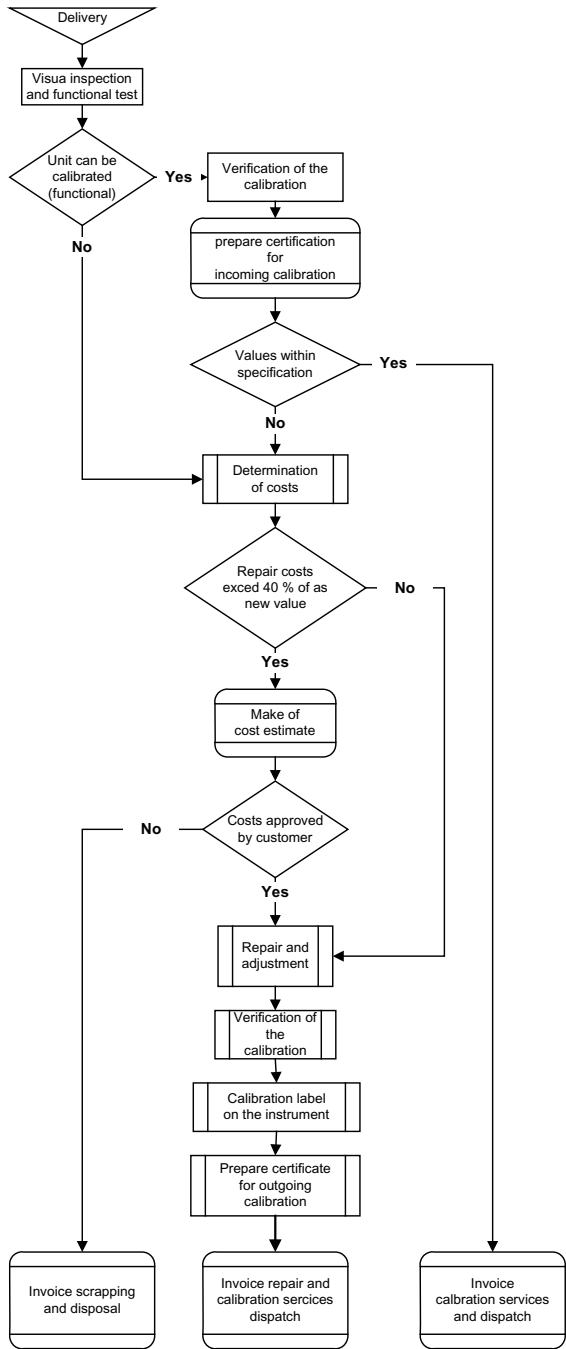 Delivery
Visua inspection
and functional test
Unit can be
calibrated
(functional)
Yes
Verification of the
calibration
No
prepare certification
for
incoming calibration
Values within
specification
Yes
No
Determination
of costs
Repair costs
exced 40 % of as
new value
No
Yes
Make of
cost estimate
Costs approved
by customer
No
Yes
Repair and
adjustment
Verification of
the
calibration
Calibration label
on the instrument
Prepare certificate
for outgoing
calibration
Invoice scrapping
and disposal
Invoice repair and
calibration sercices
dispatch
Invoice
calbration services
and dispatch